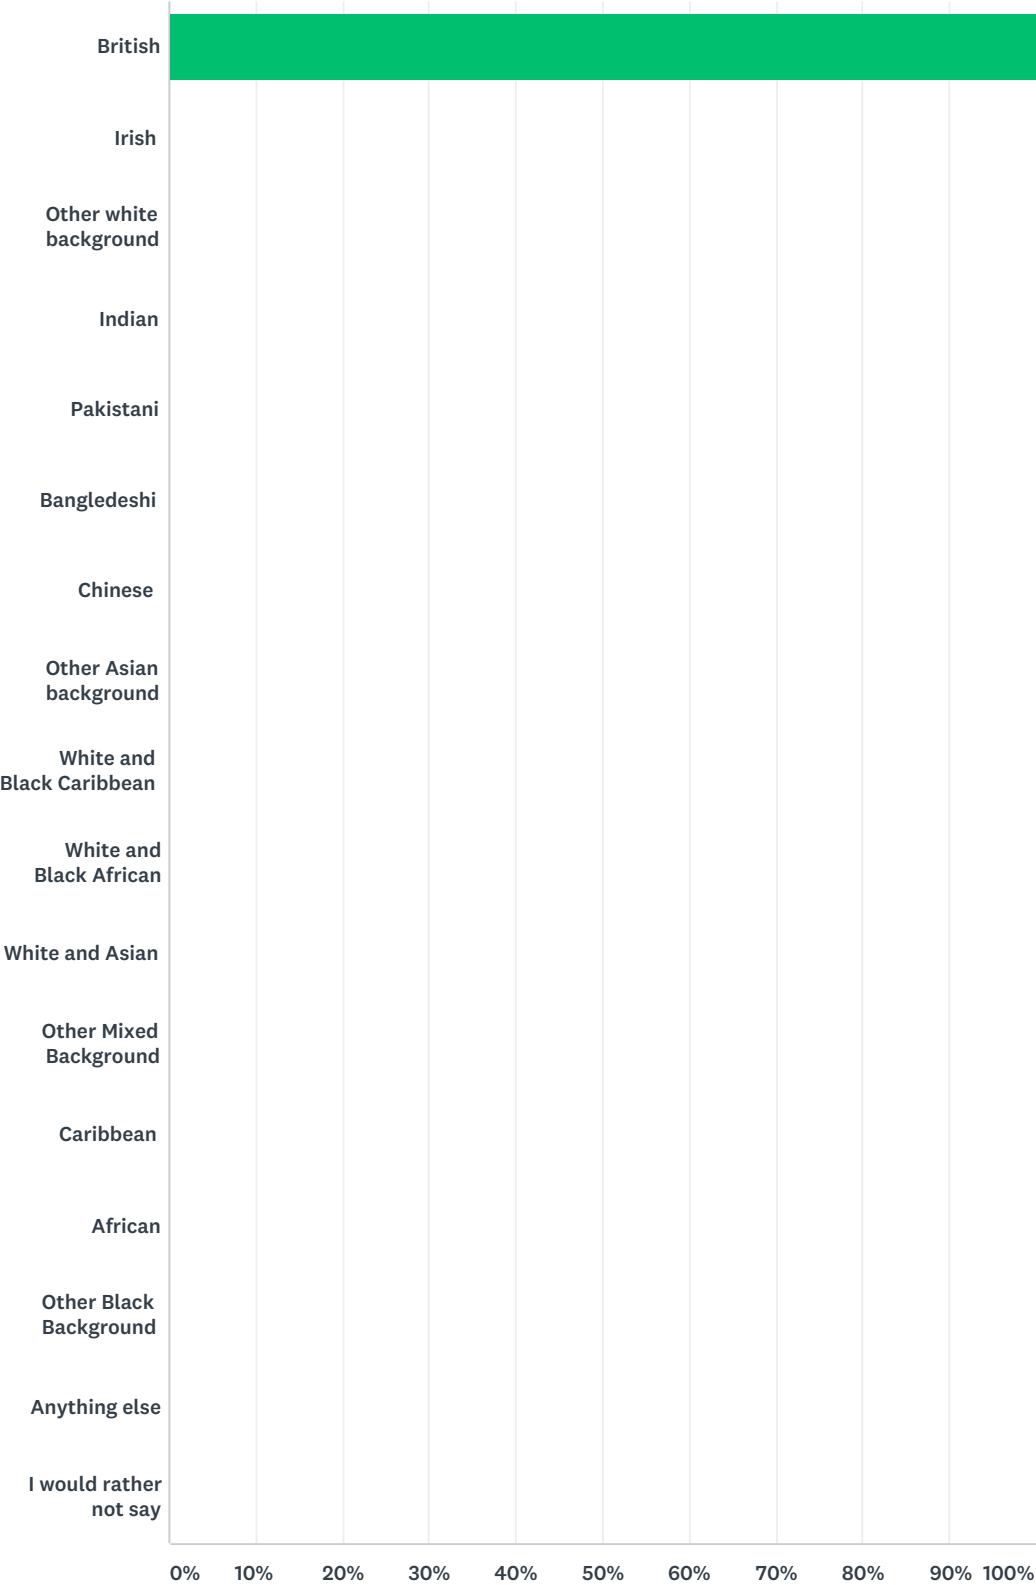 British
Irish
Other white
background
Indian
Pakistani
Bangledeshi
Chinese
Other Asian
background
White and
Black Caribbean
White and
Black African
White and Asian
Other Mixed
Background
Caribbean
African
Other Black
Background
Anything else
I would rather
not say
0% 10% 20% 30% 40% 50% 60% 70% 80% 90% 100%